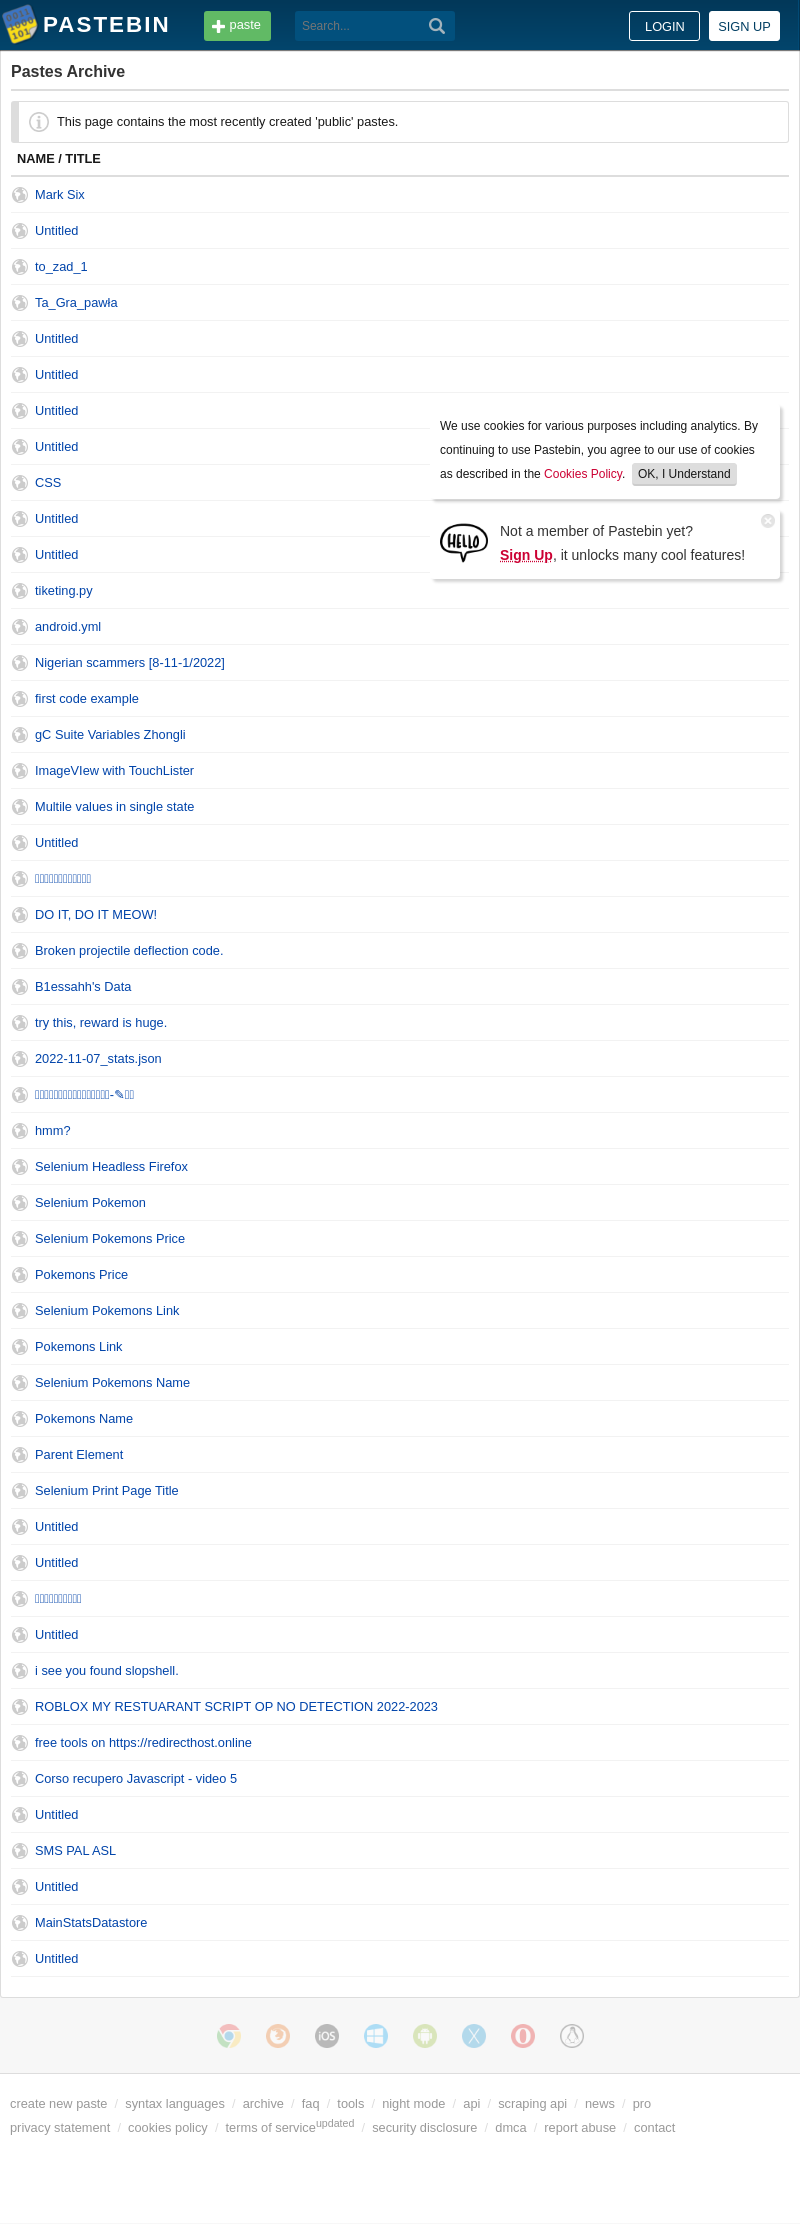 PASTEBIN
paste
Search...
LOGIN
SIGN UP
Pastes Archive
This page contains the most recently created 'public' pastes.
NAME / TITLE
Mark Six
Untitled
to_zad_1
Ta_Gra_pawła
Untitled
Untitled
Untitled
Untitled
CSS
Untitled
Untitled
We use cookies for various purposes including analytics. By
continuing to use Pastebin, you agree to our use of cookies
as described in the Cookies Policy. OK, I Understand
HELLO
Not a member of Pastebin yet?
Sign Up, it unlocks many cool features!
tiketing.py
android.yml
Nigerian scammers [8-11-1/2022]
first code example
gC Suite Variables Zhongli
ImageVIew with TouchLister
Multile values in single state
Untitled
DO IT, DO IT MEOW!
Broken projectile deflection code.
B1essahh's Data
try this, reward is huge.
2022-11-07_stats.json
hmm?
Selenium Headless Firefox
Selenium Pokemon
Selenium Pokemons Price
Pokemons Price
Selenium Pokemons Link
Pokemons Link
Selenium Pokemons Name
Pokemons Name
Parent Element
Selenium Print Page Title
Untitled
Untitled
Untitled
i see you found slopshell.
ROBLOX MY RESTUARANT SCRIPT OP NO DETECTION 2022-2023
free tools on https://redirecthost.online
Corso recupero Javascript - video 5
Untitled
SMS PAL ASL
Untitled
MainStatsDatastore
Untitled
iOS
create new paste / syntax languages / archive / faq / tools / night mode / api / scraping api / news / pro
privacy statement / cookies policy / terms of service updated / security disclosure / dmca / report abuse / contact